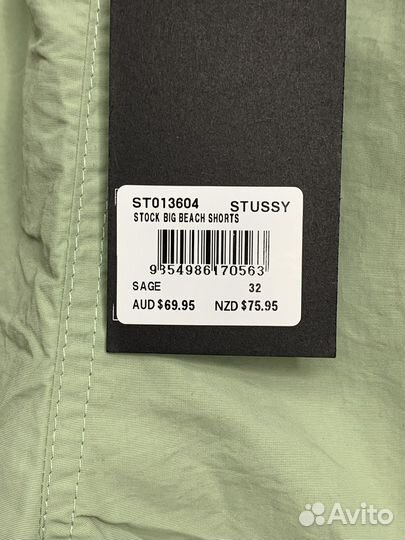 ST013604 STUSSY
STOCK BIG BEACH SHORTS
9354986170563
SAGE 32
AUD $69.95 NZD $75.95
Avito